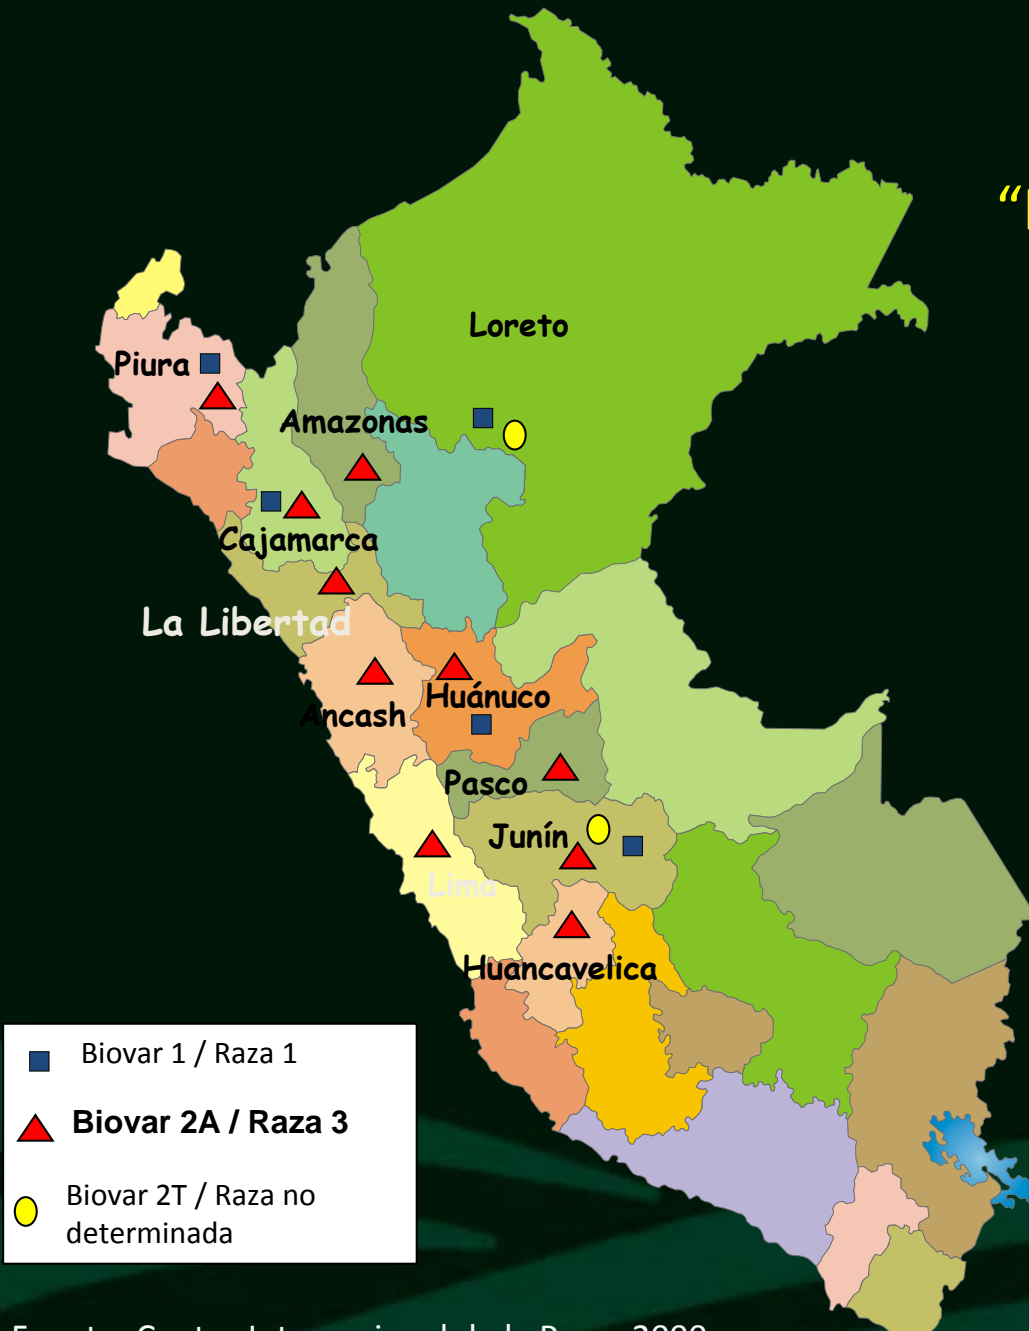 Loreto
Piura
Amazonas
Cajamarca
La Libertad
Huánuco
Ancash
Pasco
Junín
Lima
Huancavelica
Biovar 1 / Raza 1
Biovar 2A / Raza 3
Biovar 2T / Raza no
determinada